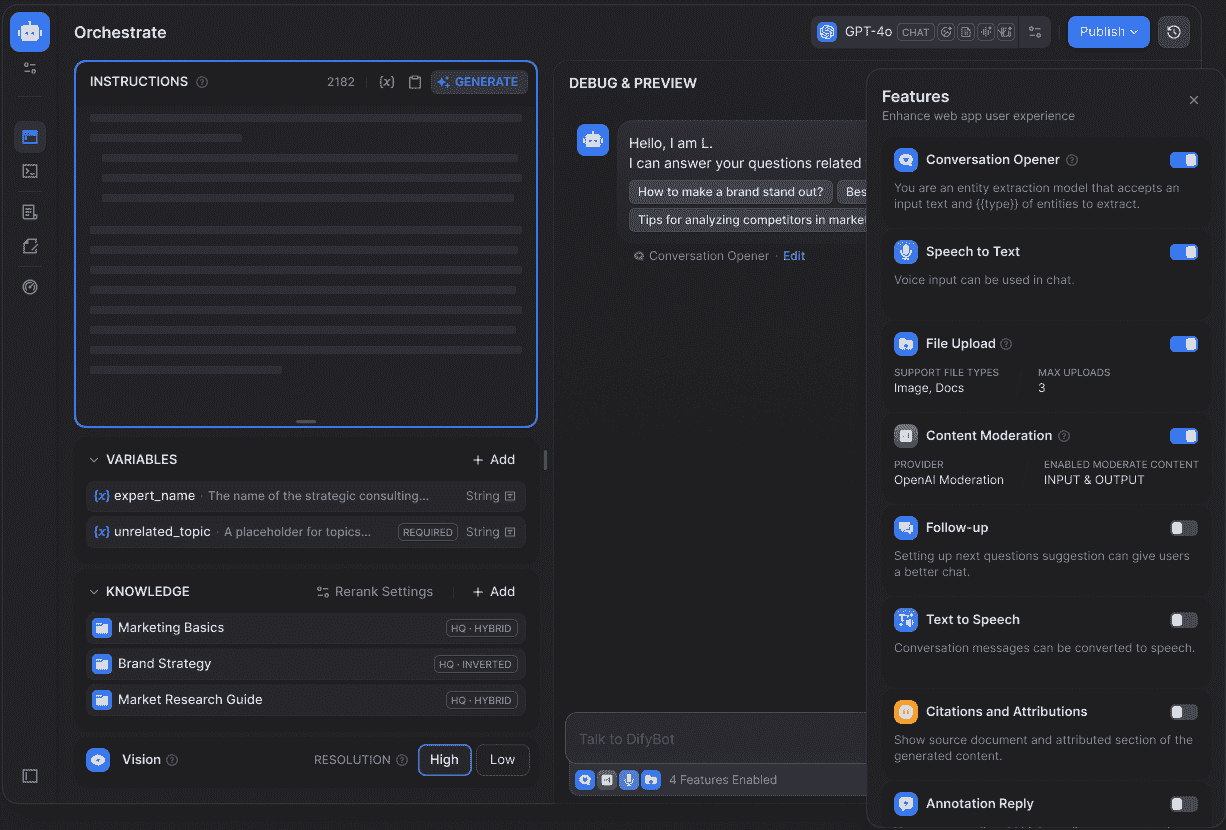 Orchestrate
GPT-4o CHAT
Publish
INSTRUCTIONS 2182 {x} GENERATE
VARIABLES + Add
{x} expert_name · The name of the strategic consulting... String
{x} unrelated_topic · A placeholder for topics... REQUIRED String
KNOWLEDGE Rerank Settings + Add
Marketing Basics HQ · HYBRID
Brand Strategy HQ · INVERTED
Market Research Guide HQ · HYBRID
Vision RESOLUTION High Low
DEBUG & PREVIEW
Hello, I am L.
I can answer your questions related
How to make a brand stand out? Bes
Tips for analyzing competitors in marke
Conversation Opener · Edit
Talk to DifyBot
4 Features Enabled
Features
Enhance web app user experience
Conversation Opener
You are an entity extraction model that accepts an
input text and {{type}} of entities to extract.
Speech to Text
Voice input can be used in chat.
File Upload
SUPPORT FILE TYPES MAX UPLOADS
Image, Docs 3
Content Moderation
PROVIDER ENABLED MODERATE CONTENT
OpenAI Moderation INPUT & OUTPUT
Follow-up
Setting up next questions suggestion can give users
a better chat.
Text to Speech
Conversation messages can be converted to speech.
Citations and Attributions
Show source document and attributed section of the
generated content.
Annotation Reply